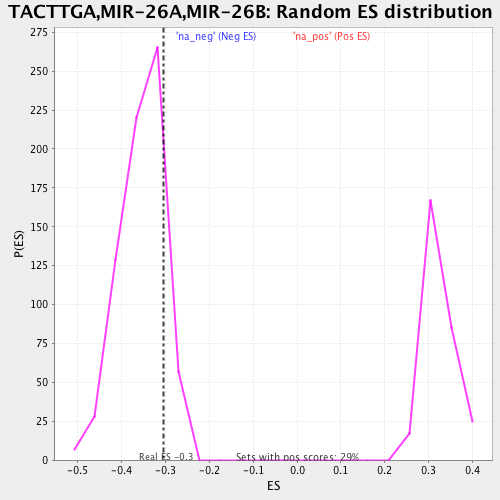 TACTTGA,MIR-26A,MIR-26B: Random ES distribution
'na_neg' (Neg ES) 'na_pos' (Pos ES)
275
250
225
200
175
150
125
100
75
50
25
0
P(ES)
Real ES -0.3 Sets with pos scores: 29%
-0.5 -0.4 -0.3 -0.2 -0.1 0.0 0.1 0.2 0.3 0.4
ES